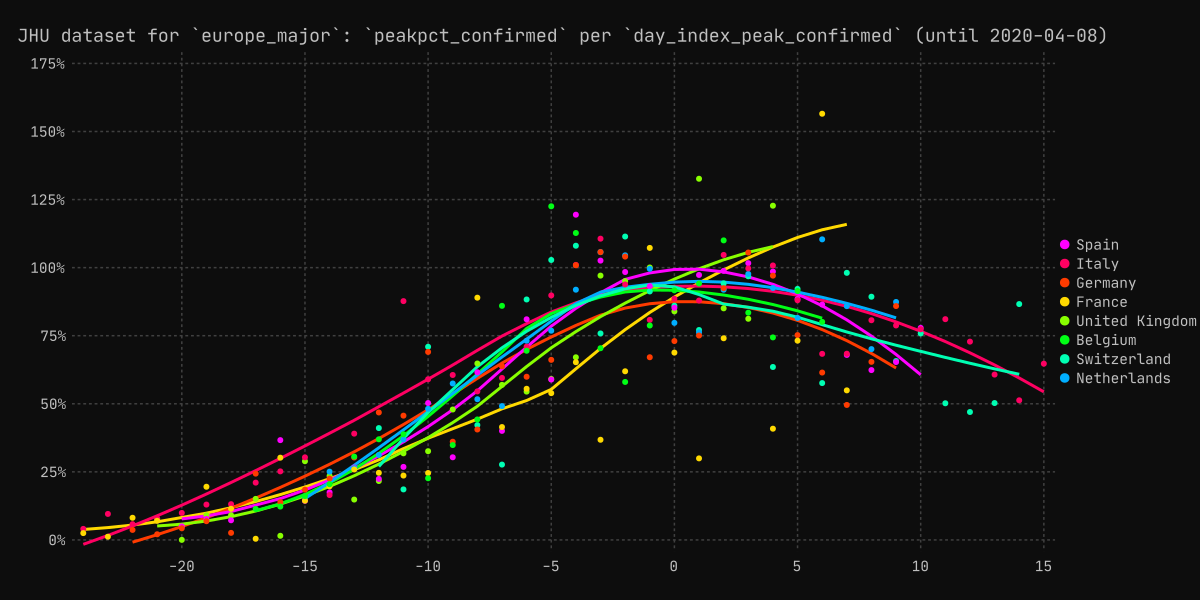 JHU dataset for `europe_major`: `peakpct_confirmed` per `day_index_peak_confirmed` (until 2020-04-08)
175%
150%
125%
100%
75%
50%
25%
0%
-20 -15 -10 -5 0 5 10 15
Spain
Italy
Germany
France
United Kingdom
Belgium
Switzerland
Netherlands